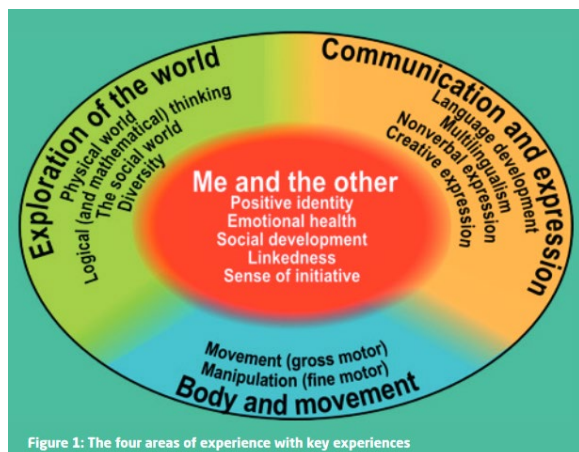 Exploration of the world
Physical world
Logical (and mathematical) thinking
The social world
Diversity
Communication and expression
Language development
Multilingualism
Nonverbal expression
Creative expression
Me and the other
Positive identity
Emotional health
Social development
Linkedness
Sense of initiative
Movement (gross motor)
Manipulation (fine motor)
Body and movement
Figure 1: The four areas of experience with key experiences